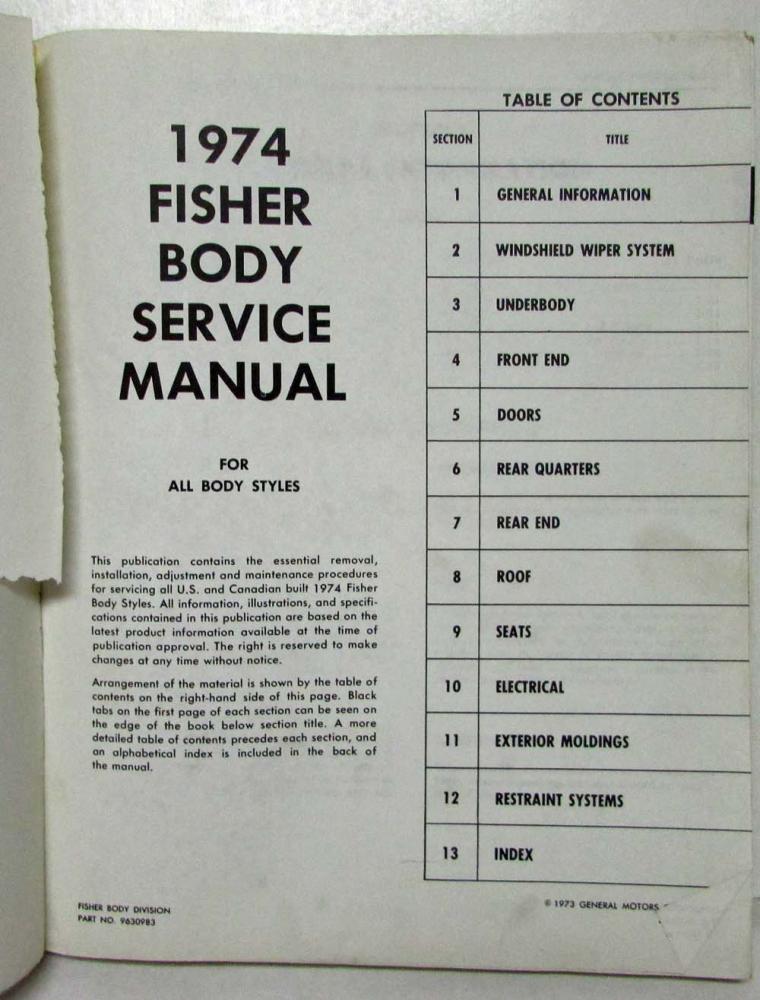 1974
FISHER
BODY
SERVICE
MANUAL
FOR
ALL BODY STYLES
This publication contains the essential removal,
installation, adjustment and maintenance procedures
for servicing all U.S. and Canadian built 1974 Fisher
Body Styles. All information, illustrations, and specifi-
cations contained in this publication are based on the
latest product information available at the time of
publication approval. The right is reserved to make
changes at any time without notice.
Arrangement of the material is shown by the table of
contents on the right-hand side of this page. Black
tabs on the first page of each section can be seen on
the edge of the book below section title. A more
detailed table of contents precedes each section, and
an alphabetical index is included in the back of
the manual.
FISHER BODY DIVISION
PART NO. 9630983
TABLE OF CONTENTS
SECTION TITLE
1 GENERAL INFORMATION
2 WINDSHIELD WIPER SYSTEM
3 UNDERBODY
4 FRONT END
5 DOORS
6 REAR QUARTERS
7 REAR END
8 ROOF
9 SEATS
10 ELECTRICAL
11 EXTERIOR MOLDINGS
12 RESTRAINT SYSTEMS
13 INDEX
© 1973 GENERAL MOTORS